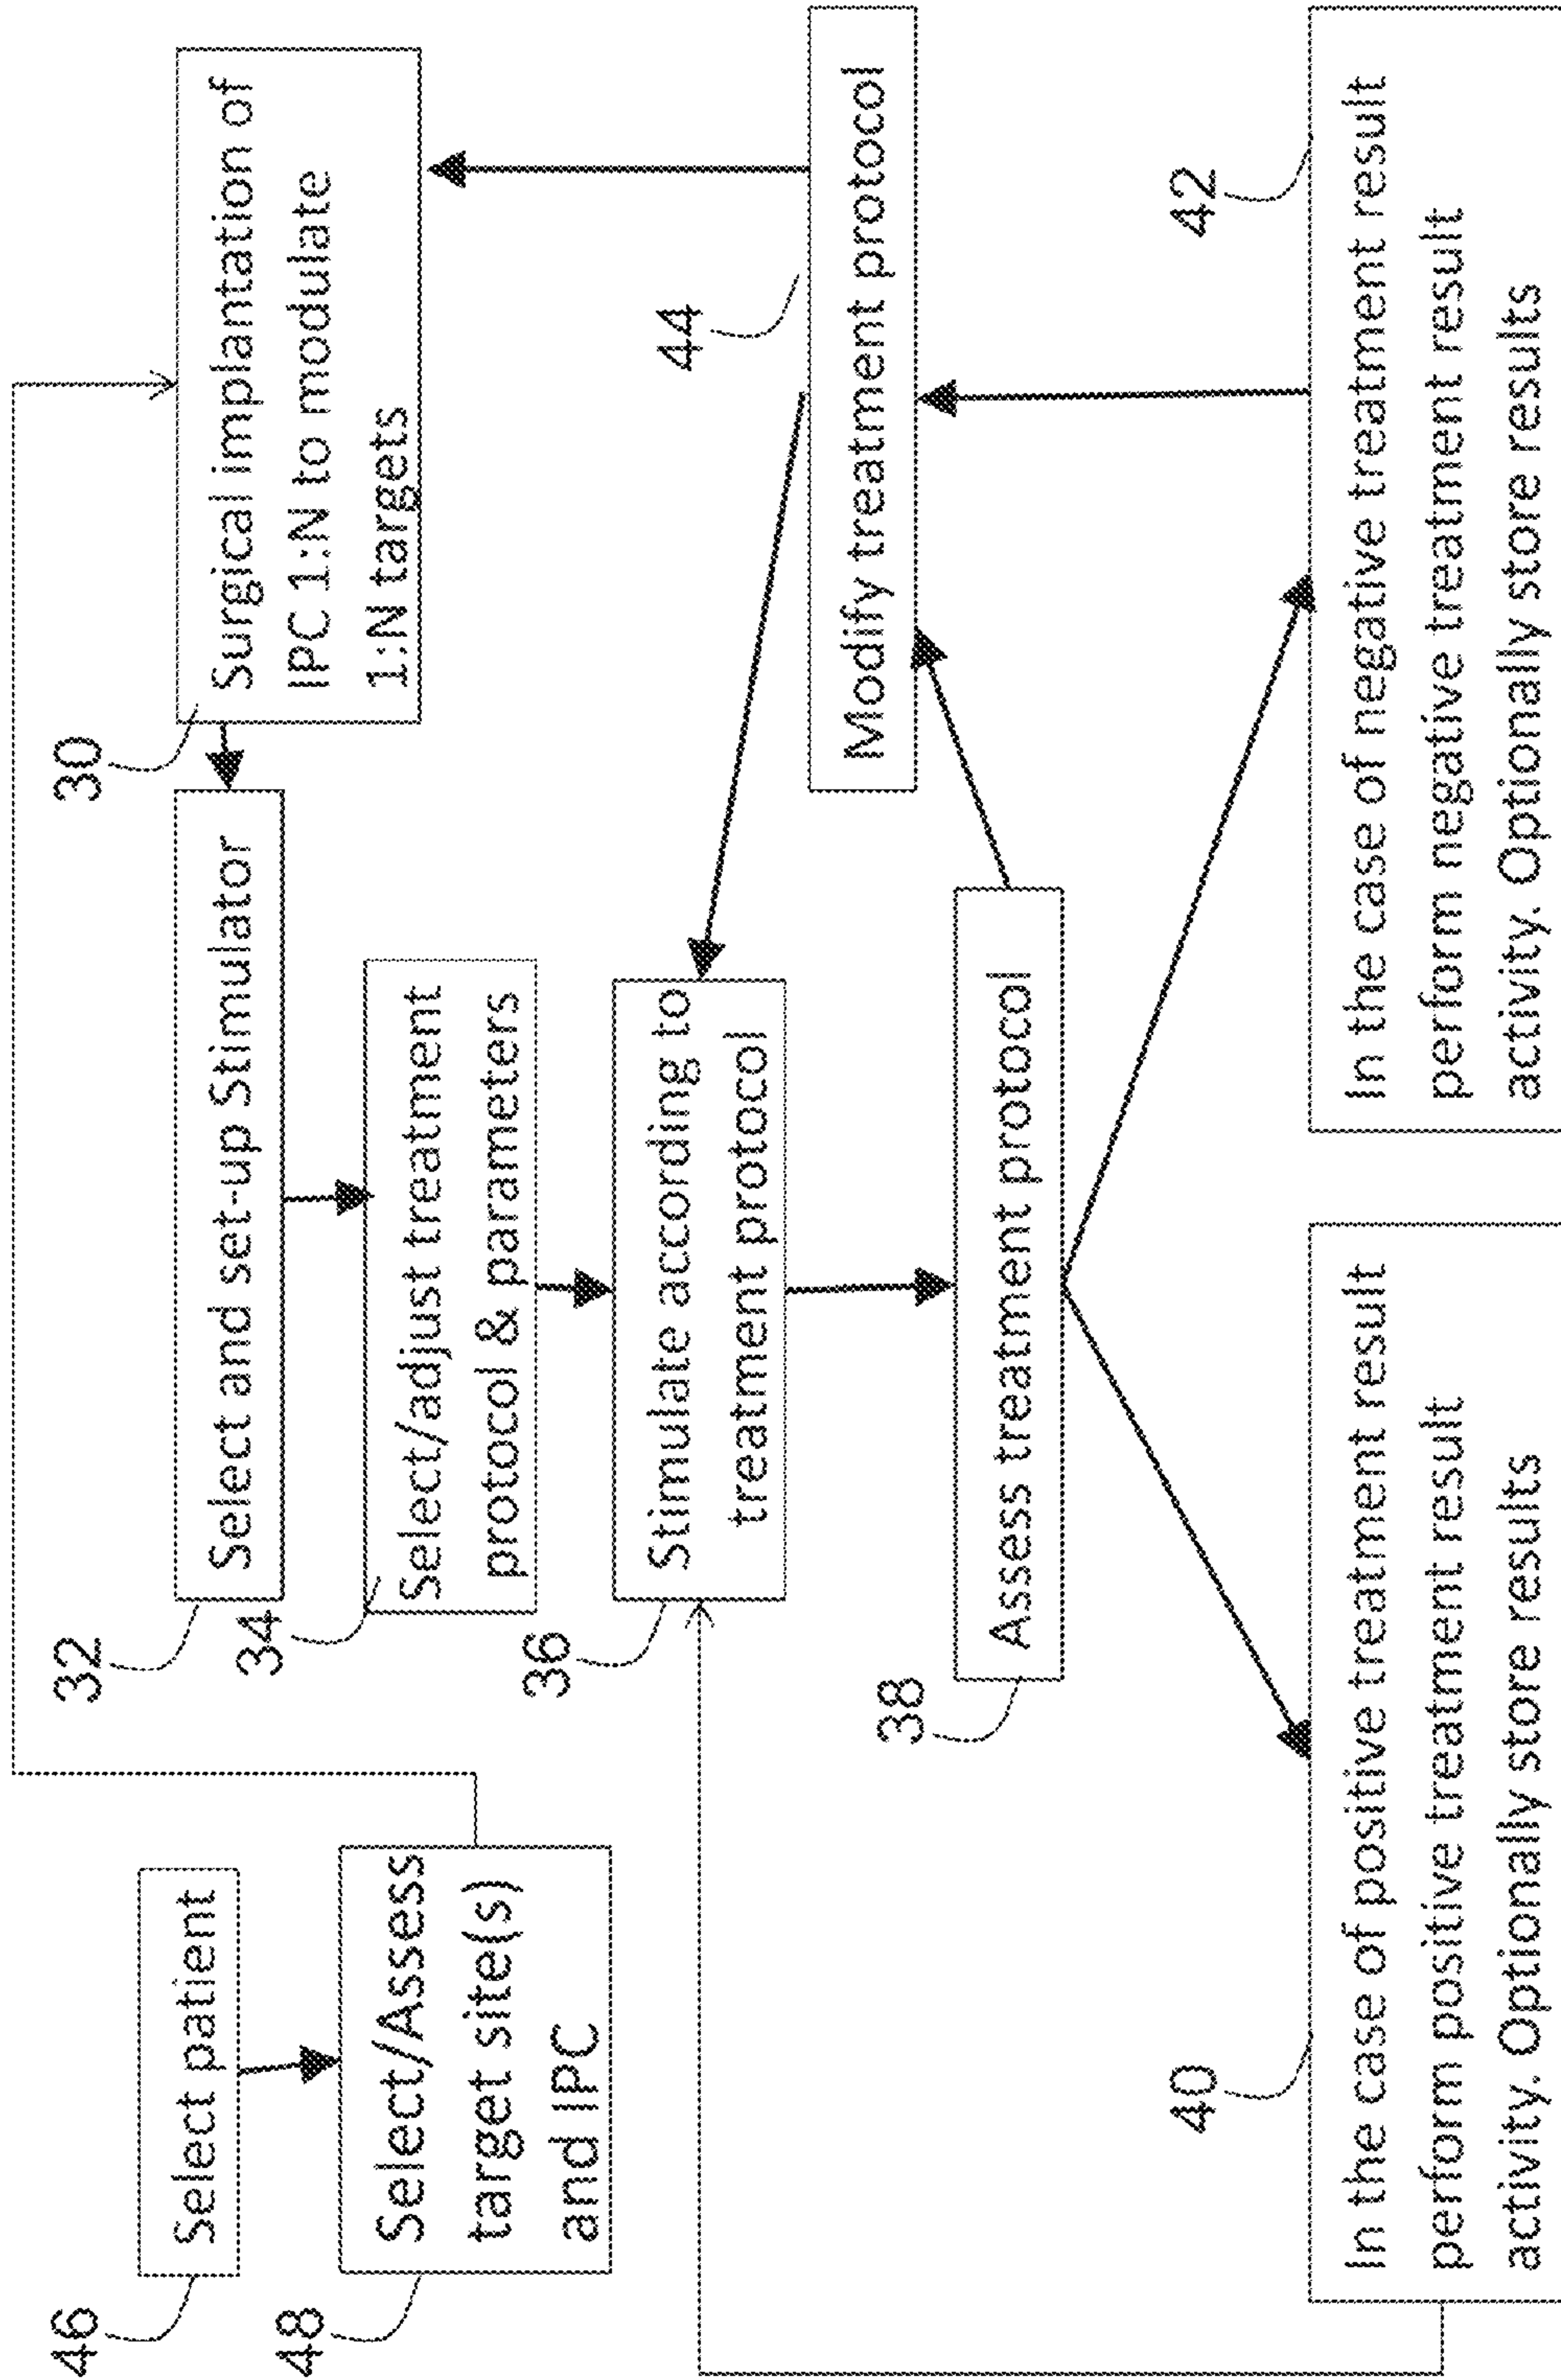 46
Select patient
48
Select/Assess
target site(s)
and IPC
30
Surgical implantation of
IPC 1:N to modulate
1:N targets
32
Select and set-up Stimulator
34
Select/adjust treatment
protocol & parameters
36
Stimulate according to
treatment protocol
38
Assess treatment protocol
44
Modify treatment protocol
40
In the case of positive treatment result
perform positive treatment result
activity. Optionally store results
42
In the case of negative treatment result
perform negative treatment result
activity. Optionally store results